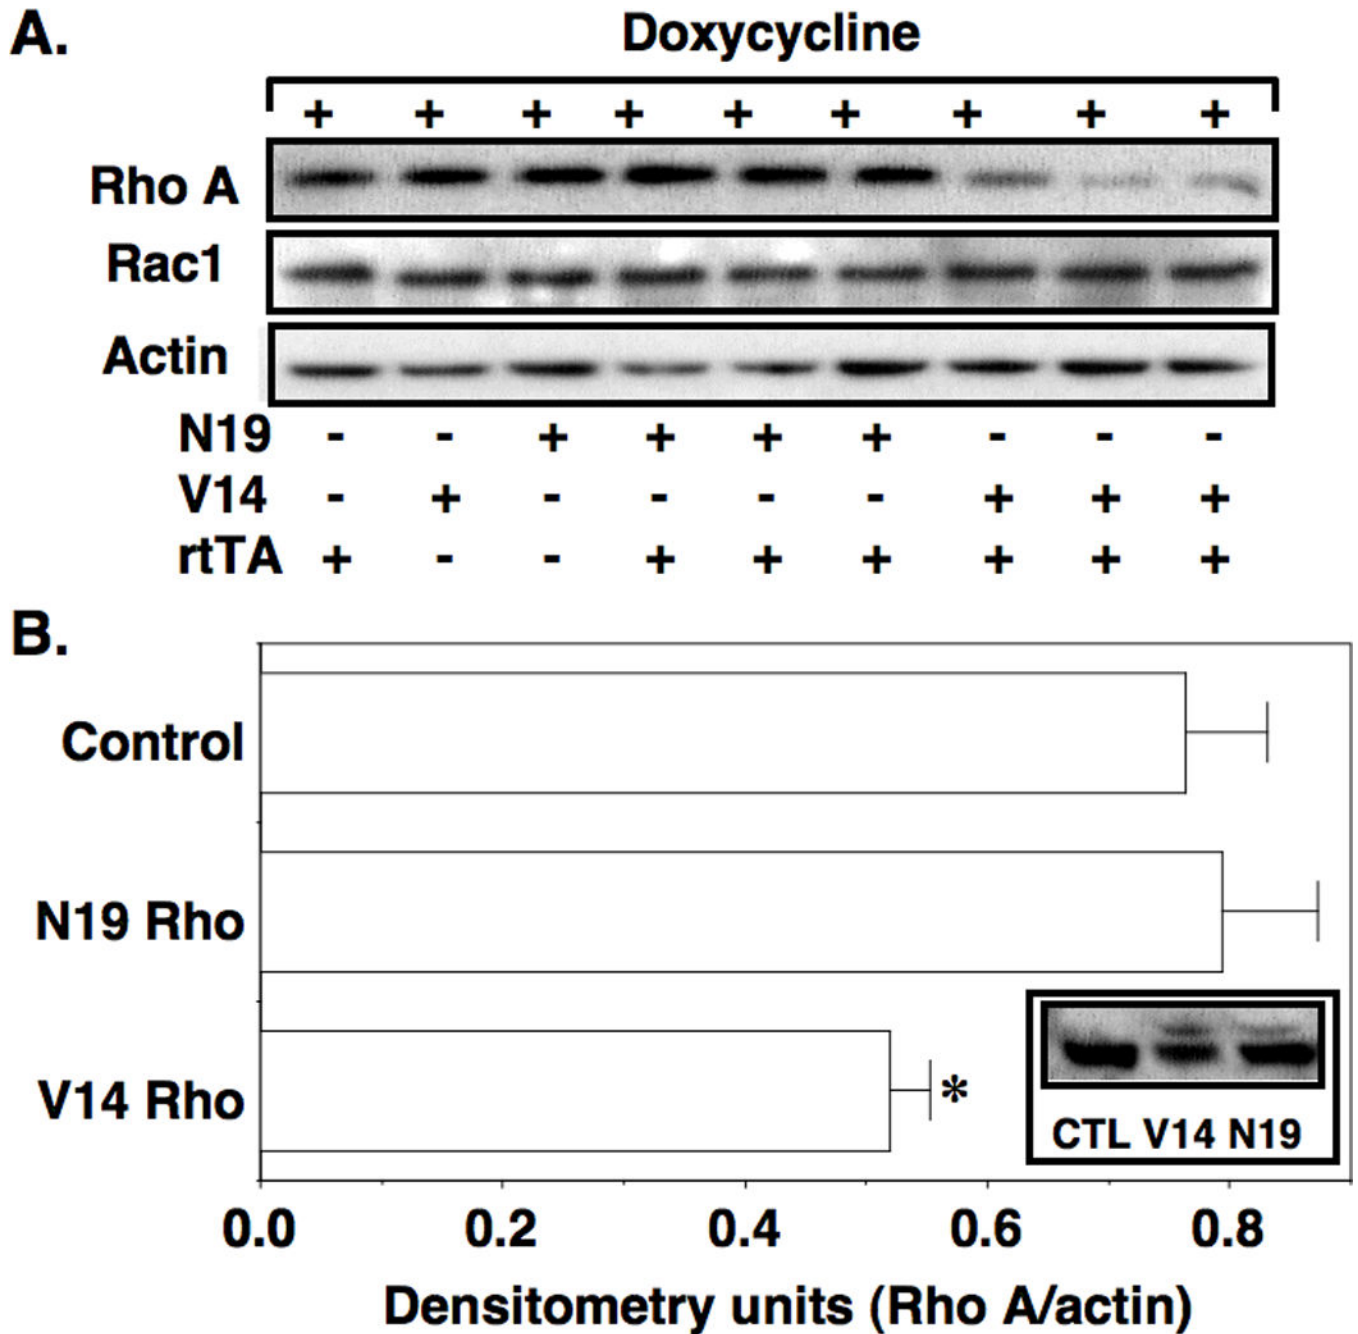 A.
Doxycycline
+ + + + + + + + +
Rho A
Rac1
Actin
N19 - - + + + + - - -
V14 - + - - - - + + +
rtTA + - - + + + + + +
B.
Control
N19 Rho
V14 Rho
*
CTL V14 N19
0.0 0.2 0.4 0.6 0.8
Densitometry units (Rho A/actin)